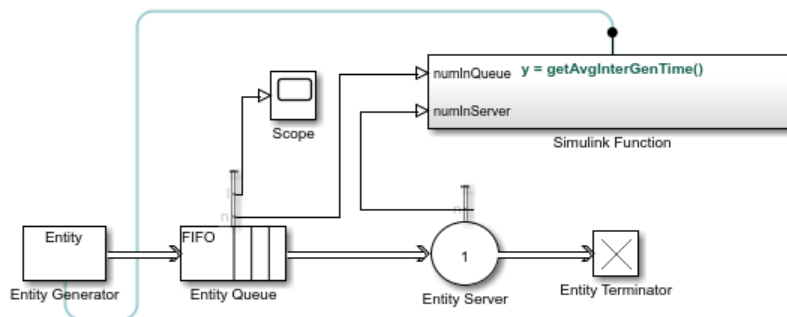 numInQueue y = getAvgInterGenTime()
numInServer
Scope
Simulink Function
n
Entity
FIFO
1
Entity Generator
Entity Queue
Entity Server
Entity Terminator